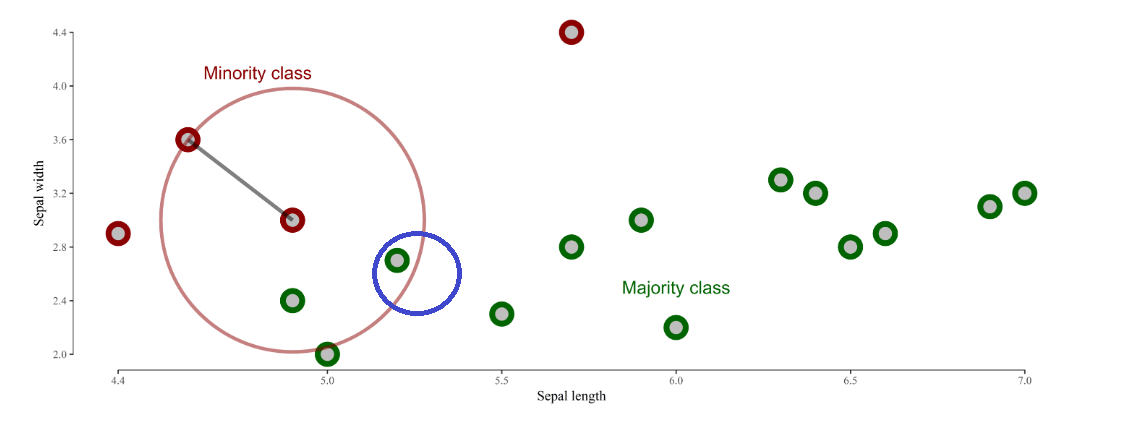 4.4
Minority class
4.0
3.6
3.2
2.8
2.4
2.0
Sepal width
Majority class
4.4 5.0 5.5 6.0 6.5 7.0
Sepal length